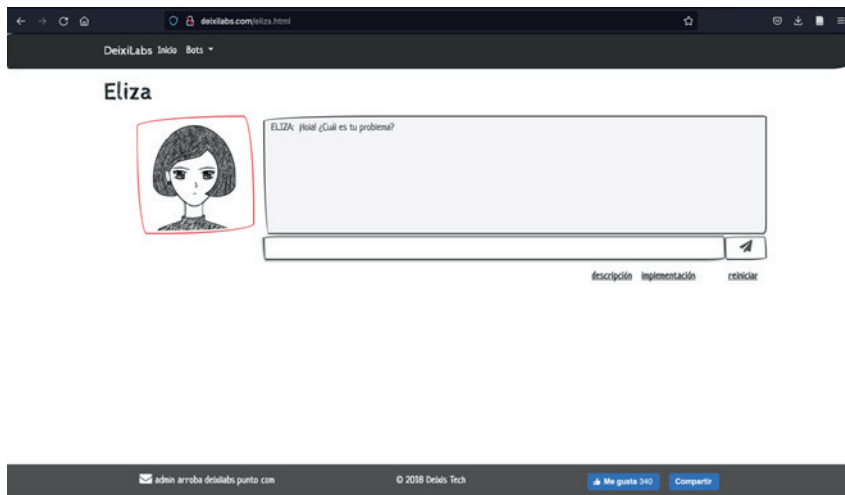 deixilabs.com/eliza.html
DeixiLabs Inicio Bots
Eliza
ELIZA: ¡Hola! ¿Cuál es tu problema?
descripción implementación reiniciar
admin arroba deixilabs punto com © 2018 Deixis Tech Me gusta 340 Compartir